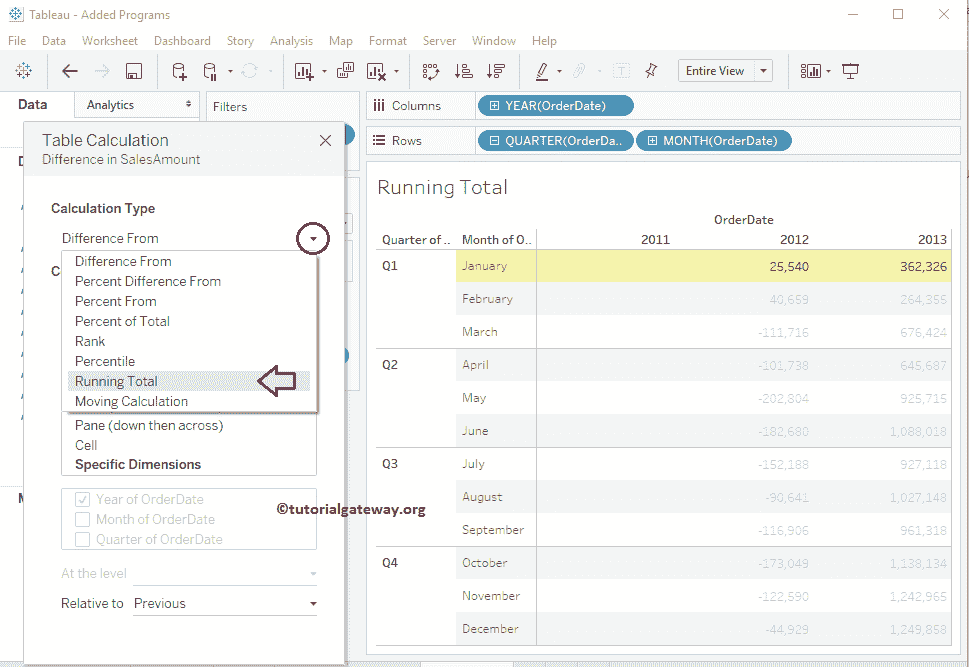 Tableau - Added Programs
File Data Worksheet Dashboard Story Analysis Map Format Server Window Help
Entire View
Data Analytics Filters
Columns YEAR(OrderDate)
Rows QUARTER(OrderDa.. MONTH(OrderDate)
Table Calculation
Difference in SalesAmount
Calculation Type
Difference From
Difference From
Percent Difference From
Percent From
Percent of Total
Rank
Percentile
Running Total
Moving Calculation
Pane (down then across)
Cell
Specific Dimensions
Year of OrderDate
Month of OrderDate
Quarter of OrderDate
At the level
Relative to Previous
©tutorialgateway.org
Running Total
OrderDate
Quarter of .. Month of O.. 2011 2012 2013
Q1 January 25,540 362,326
February 40,659 264,355
March -111,716 676,424
Q2 April -101,738 645,687
May -202,304 925,715
June -182,680 1,088,018
Q3 July -152,188 927,118
August -90,641 1,027,148
September -116,906 961,318
Q4 October -173,049 1,138,134
November -122,590 1,242,965
December -44,929 1,249,858